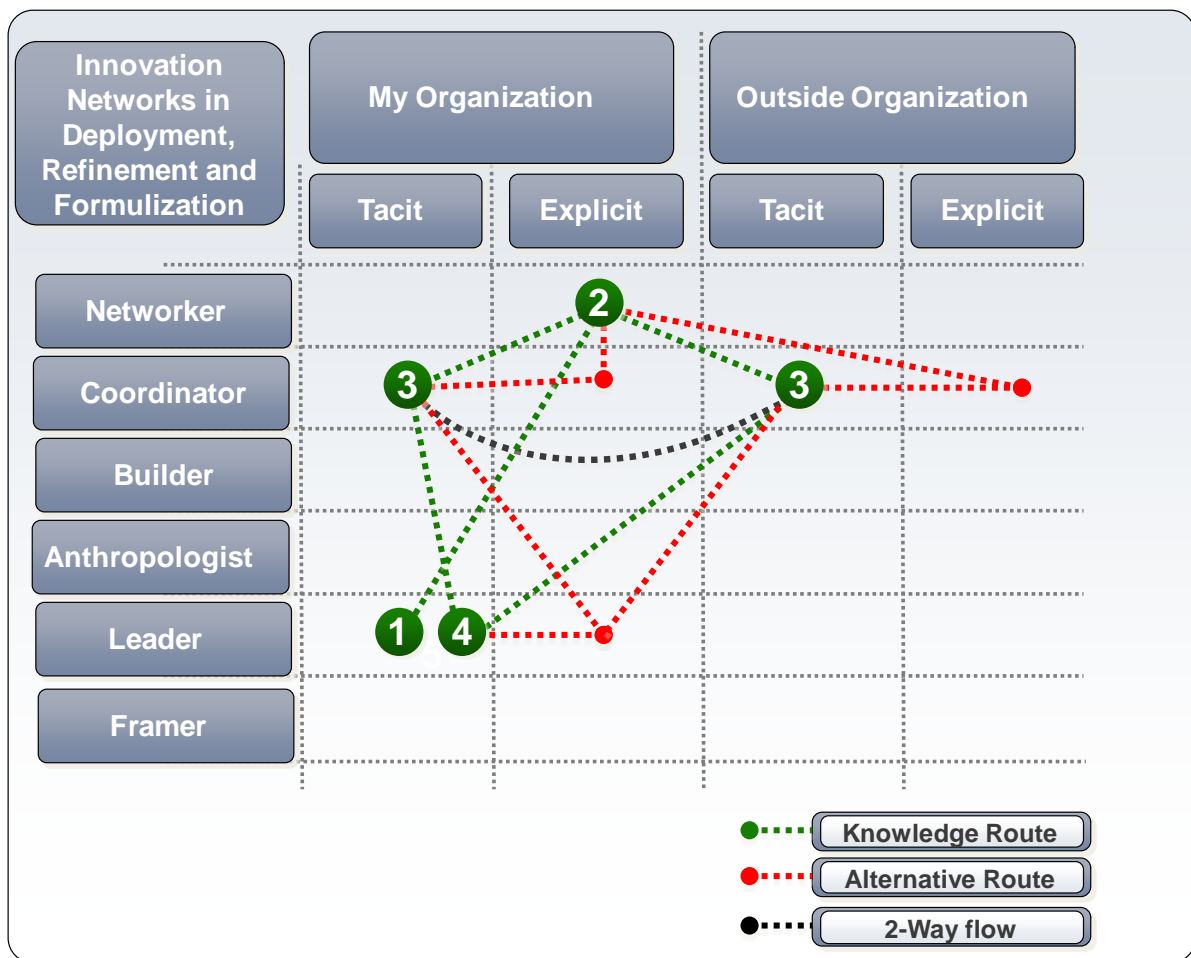 Innovation
Networks in
Deployment,
Refinement and
Formulization
My Organization
Outside Organization
Tacit
Explicit
Tacit
Explicit
Networker
2
Coordinator
3
3
Builder
Anthropologist
Leader
1
4
Framer
Knowledge Route
Alternative Route
2-Way flow